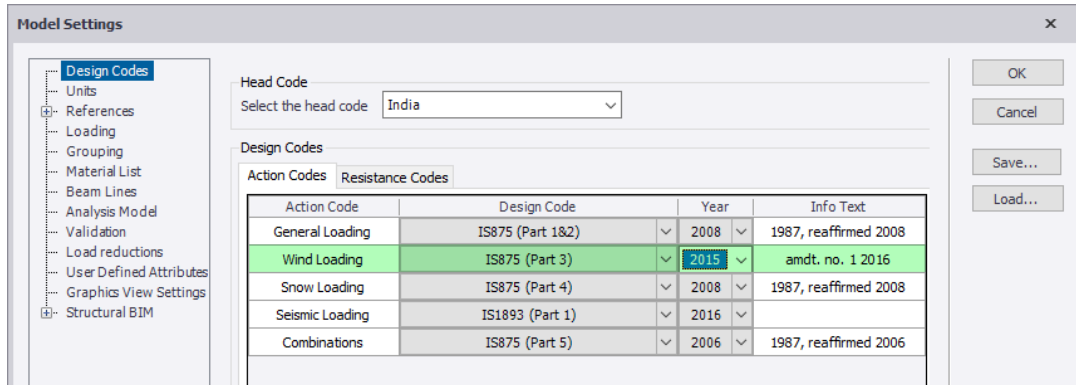 Model Settings
Design Codes
Units
References
Loading
Grouping
Material List
Beam Lines
Analysis Model
Validation
Load reductions
User Defined Attributes
Graphics View Settings
Structural BIM
Head Code
Select the head code India
Design Codes
Action Codes Resistance Codes
Action Code Design Code Year Info Text
General Loading IS875 (Part 1&2) 2008 1987, reaffirmed 2008
Wind Loading IS875 (Part 3) 2015 amdt. no. 1 2016
Snow Loading IS875 (Part 4) 2008 1987, reaffirmed 2008
Seismic Loading IS1893 (Part 1) 2016
Combinations IS875 (Part 5) 2006 1987, reaffirmed 2006
OK
Cancel
Save...
Load...